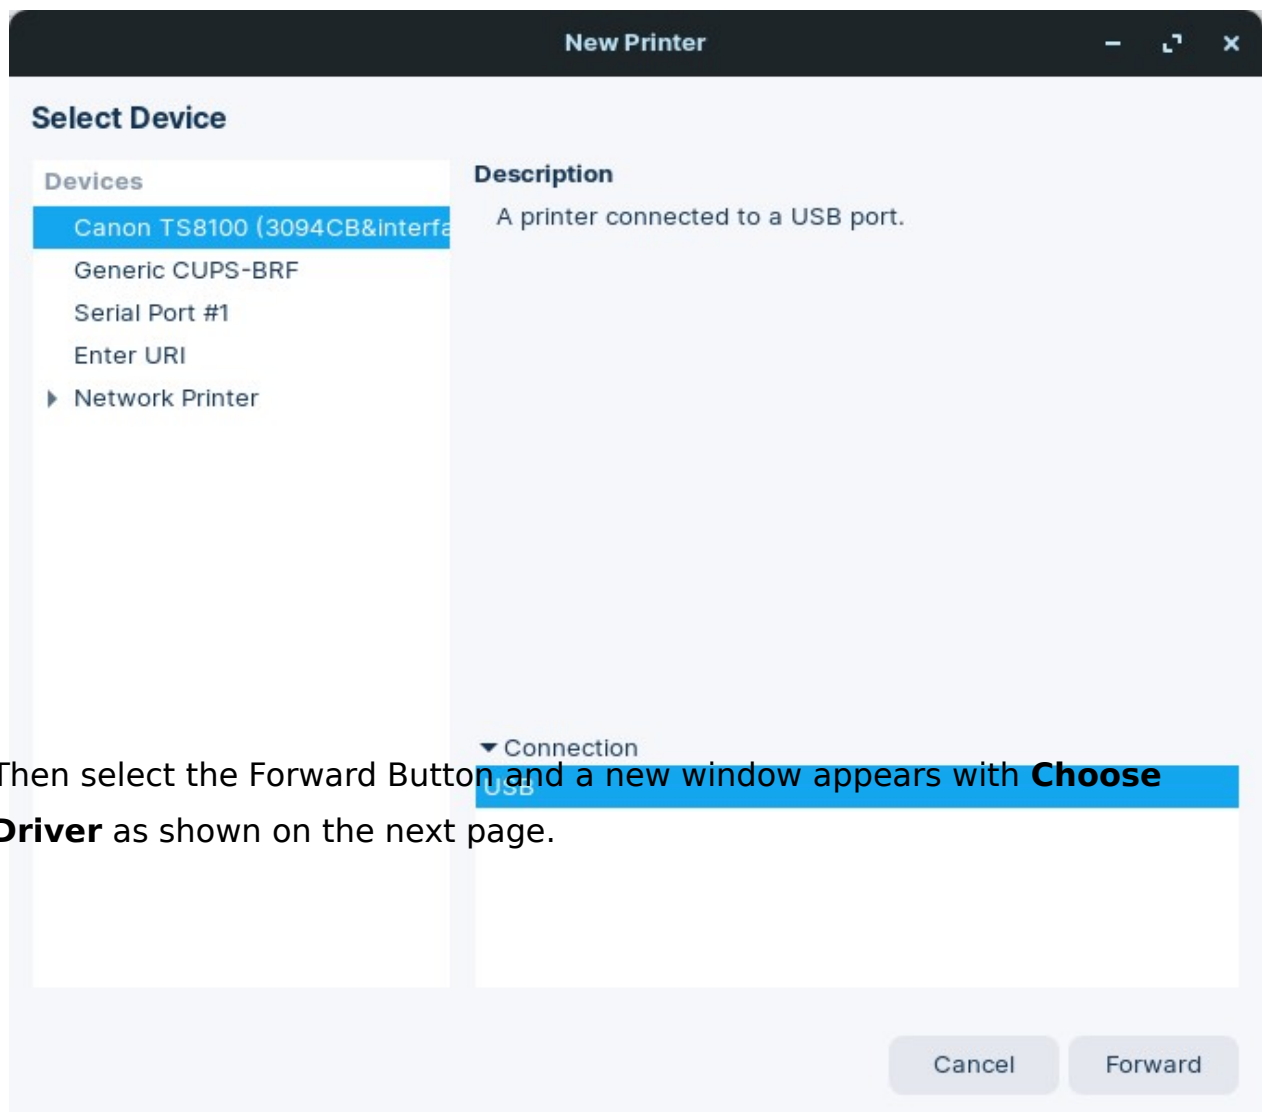 New Printer
Select Device
Devices
Canon TS8100 (3094CB&interfa
Generic CUPS-BRF
Serial Port #1
Enter URI
Network Printer
Description
A printer connected to a USB port.
Connection
USB
Then select the Forward Button and a new window appears with Choose
Driver as shown on the next page.
Cancel
Forward